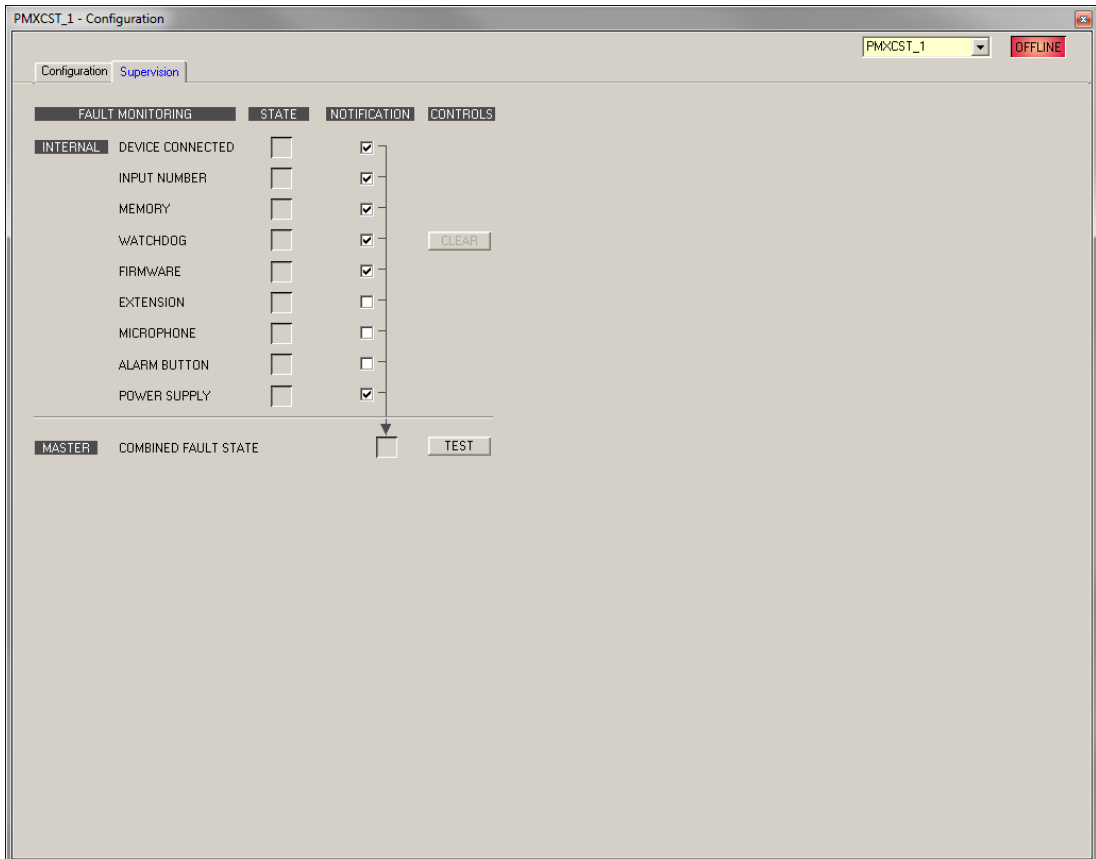 PMXCST_1 - Configuration
PMXCST_1 OFFLINE
Configuration Supervision
FAULT MONITORING STATE NOTIFICATION CONTROLS
INTERNAL DEVICE CONNECTED
INPUT NUMBER
MEMORY
WATCHDOG CLEAR
FIRMWARE
EXTENSION
MICROPHONE
ALARM BUTTON
POWER SUPPLY
MASTER COMBINED FAULT STATE TEST